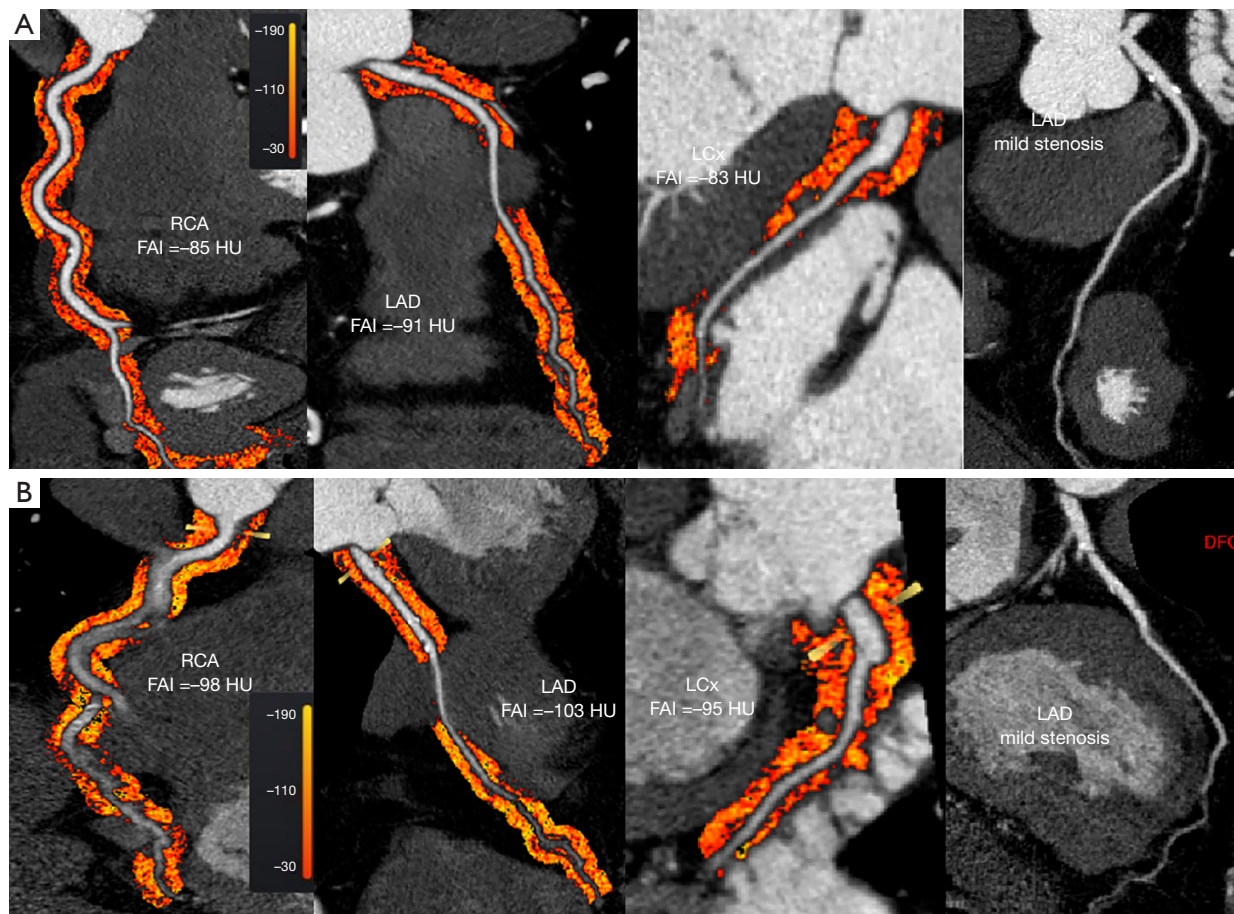 A
−190
−110
−30
RCA
FAI =−85 HU
LAD
FAI =−91 HU
LCx
FAI =−83 HU
LAD
mild stenosis
B
RCA
FAI =−98 HU
−190
−110
−30
LAD
FAI =−103 HU
LCx
FAI =−95 HU
LAD
mild stenosis